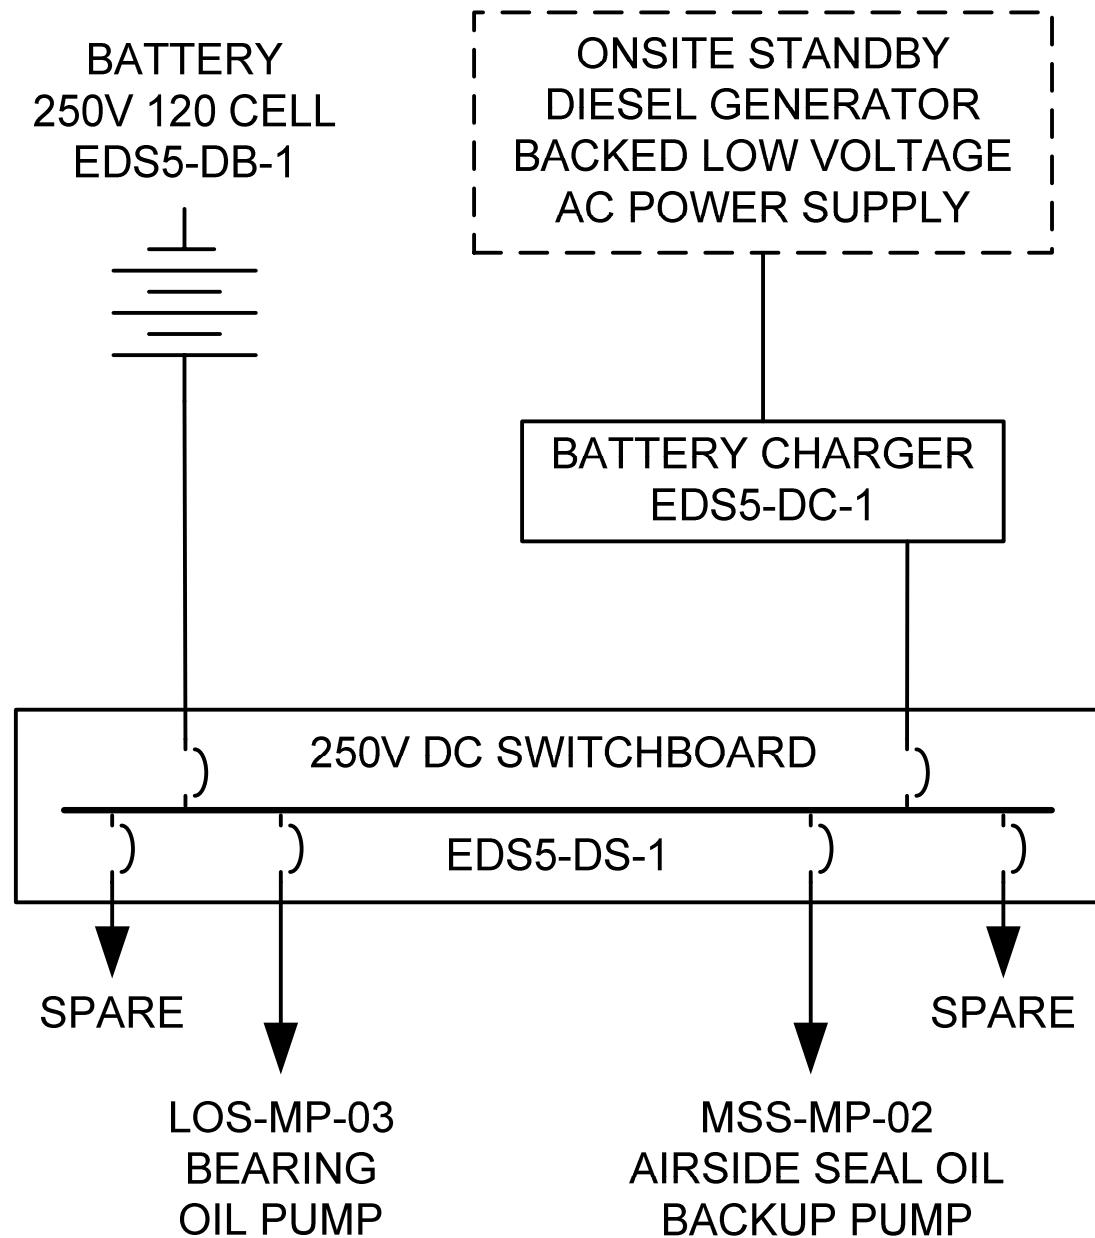 BATTERY
250V 120 CELL
EDS5-DB-1
ONSITE STANDBY
DIESEL GENERATOR
BACKED LOW VOLTAGE
AC POWER SUPPLY
BATTERY CHARGER
EDS5-DC-1
250V DC SWITCHBOARD
EDS5-DS-1
SPARE
SPARE
LOS-MP-03
BEARING
OIL PUMP
MSS-MP-02
AIRSIDE SEAL OIL
BACKUP PUMP